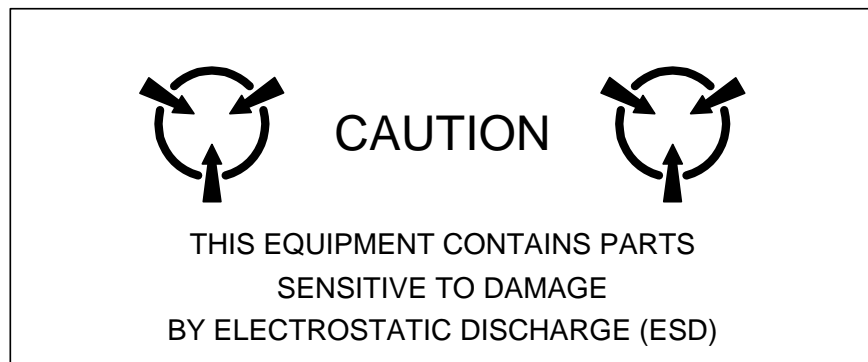 CAUTION
THIS EQUIPMENT CONTAINS PARTS
SENSITIVE TO DAMAGE
BY ELECTROSTATIC DISCHARGE (ESD)